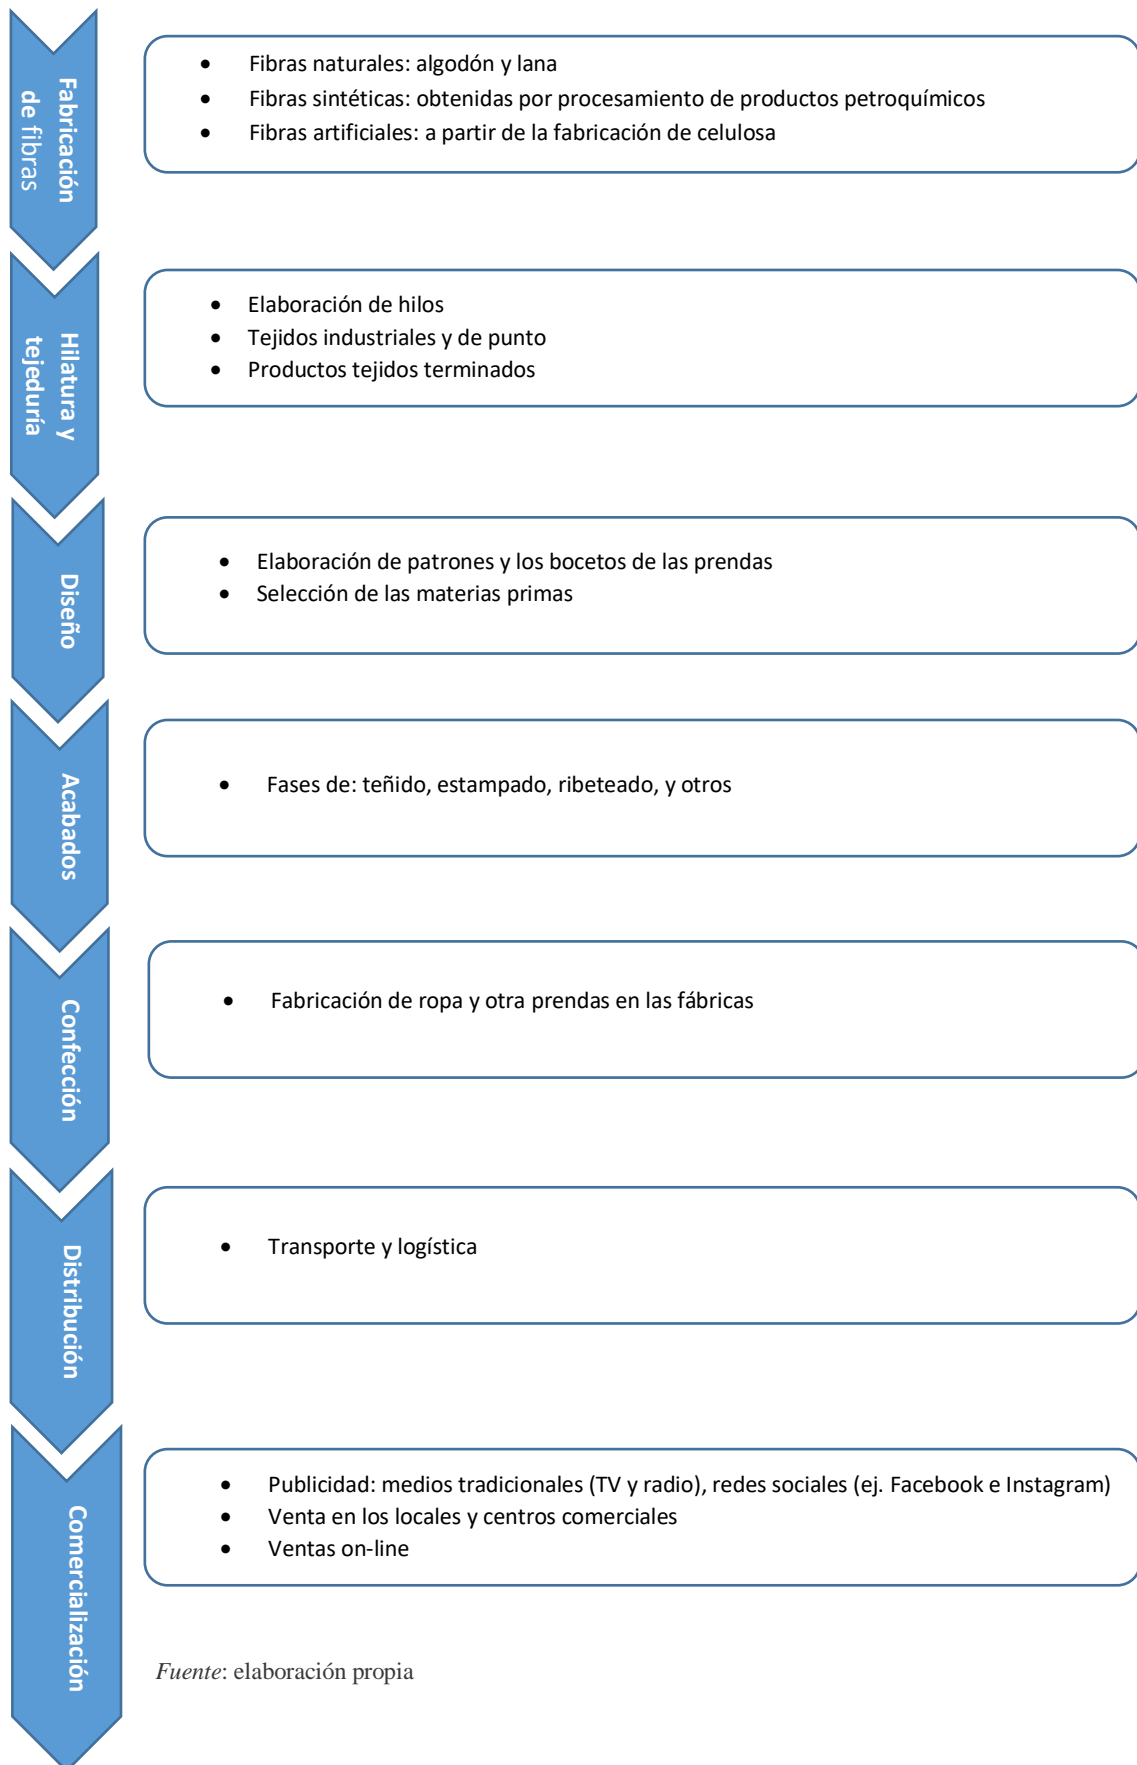 Fabricación
de fibras
• Fibras naturales: algodón y lana
• Fibras sintéticas: obtenidas por procesamiento de productos petroquímicos
• Fibras artificiales: a partir de la fabricación de celulosa
Hilatura y
tejeduría
• Elaboración de hilos
• Tejidos industriales y de punto
• Productos tejidos terminados
Diseño
• Elaboración de patrones y los bocetos de las prendas
• Selección de las materias primas
Acabados
• Fases de: teñido, estampado, ribeteado, y otros
Confección
• Fabricación de ropa y otra prendas en las fábricas
Distribución
• Transporte y logística
Comercialización
• Publicidad: medios tradicionales (TV y radio), redes sociales (ej. Facebook e Instagram)
• Venta en los locales y centros comerciales
• Ventas on-line
Fuente: elaboración propia